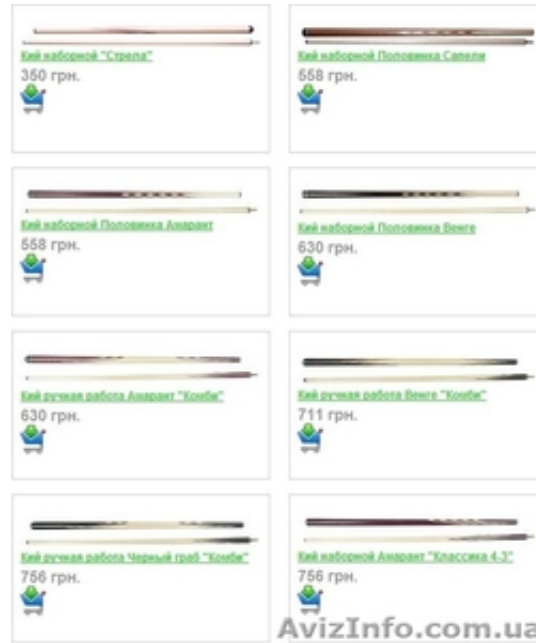 Кий наборной "Стрела"
350 грн.
Кий наборной Половинка Сапели
558 грн.
Кий наборной Половинка Амарант
558 грн.
Кий наборной Половинка Венге
630 грн.
Кий ручная работа Амарант "Комби"
630 грн.
Кий ручная работа Венге "Комби"
711 грн.
Кий ручная работа Черный граб "Комби"
756 грн.
Кий наборной Амарант "Классика 4-3"
756 грн.
AvizInfo.com.ua